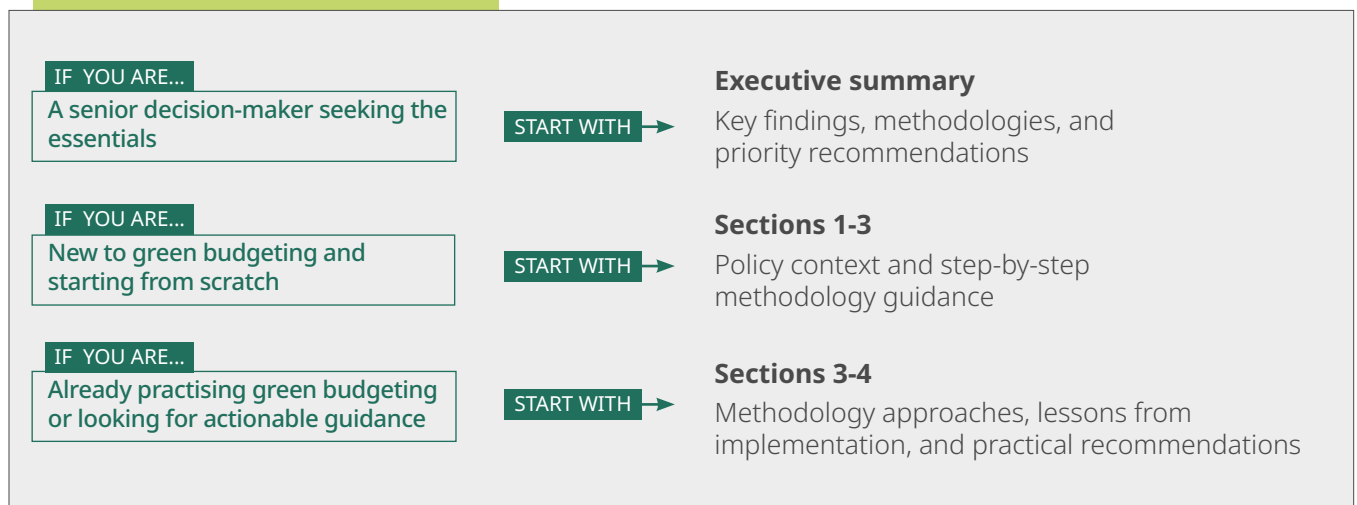 IF YOU ARE...
A senior decision-maker seeking the
essentials
START WITH
Executive summary
Key findings, methodologies, and
priority recommendations
IF YOU ARE...
New to green budgeting and
starting from scratch
START WITH
Sections 1-3
Policy context and step-by-step
methodology guidance
IF YOU ARE...
Already practising green budgeting
or looking for actionable guidance
START WITH
Sections 3-4
Methodology approaches, lessons from
implementation, and practical recommendations